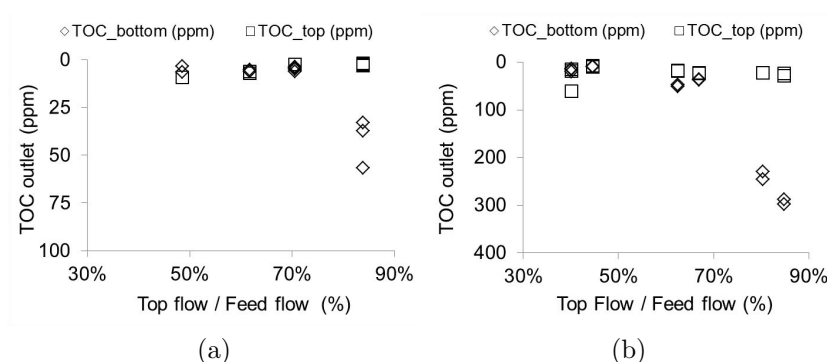 ◇TOC_bottom (ppm) □TOC_top (ppm)
TOC outlet (ppm)
0
25
50
75
100
30% 50% 70% 90%
Top flow / Feed flow (%)
(a)
◇TOC_bottom (ppm) □TOC_top (ppm)
TOC outlet (ppm)
0
100
200
300
400
30% 50% 70% 90%
Top Flow / Feed flow (%)
(b)